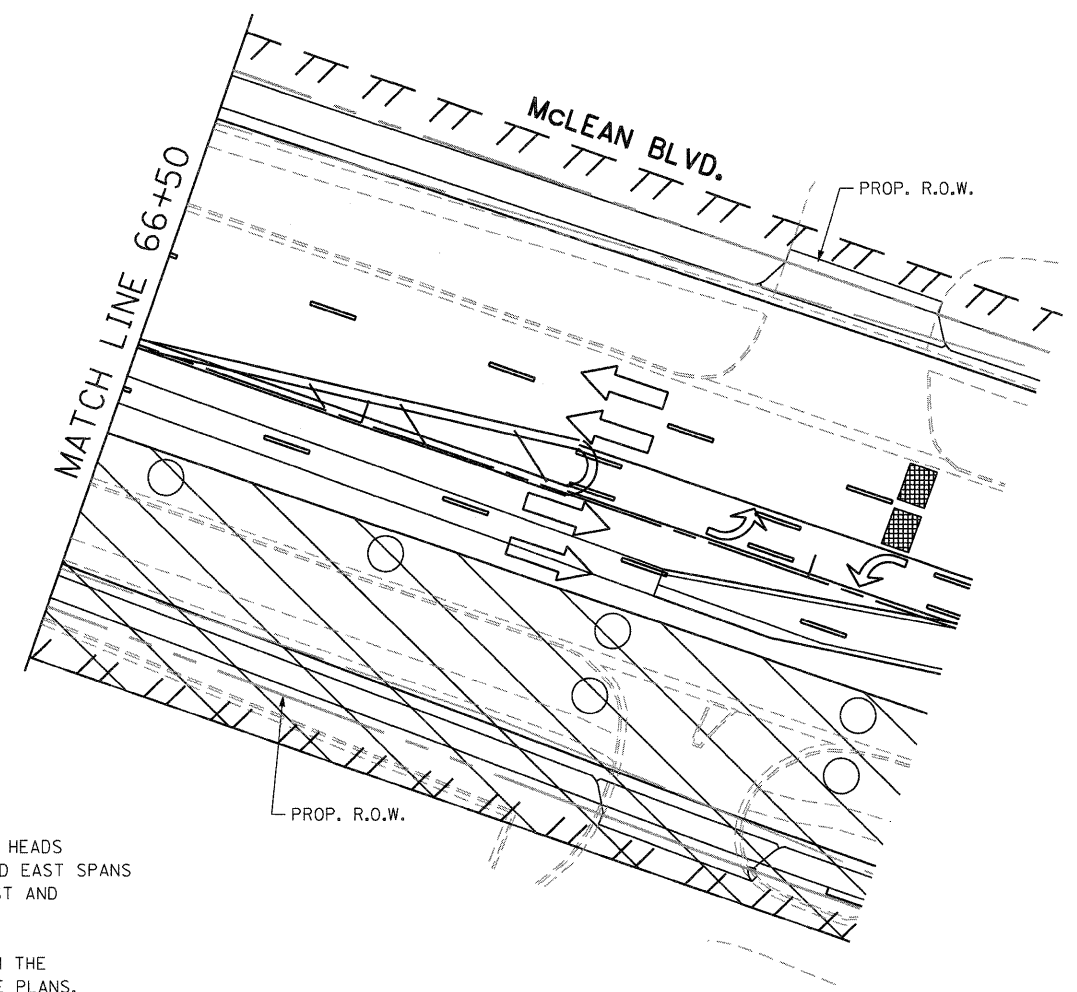 McLEAN BLVD.
PROP. R.O.W.
MATCH LINE 66+50
PROP. R.O.W.
HEADS
D EAST SPANS
ST AND
THE
E PLANS.